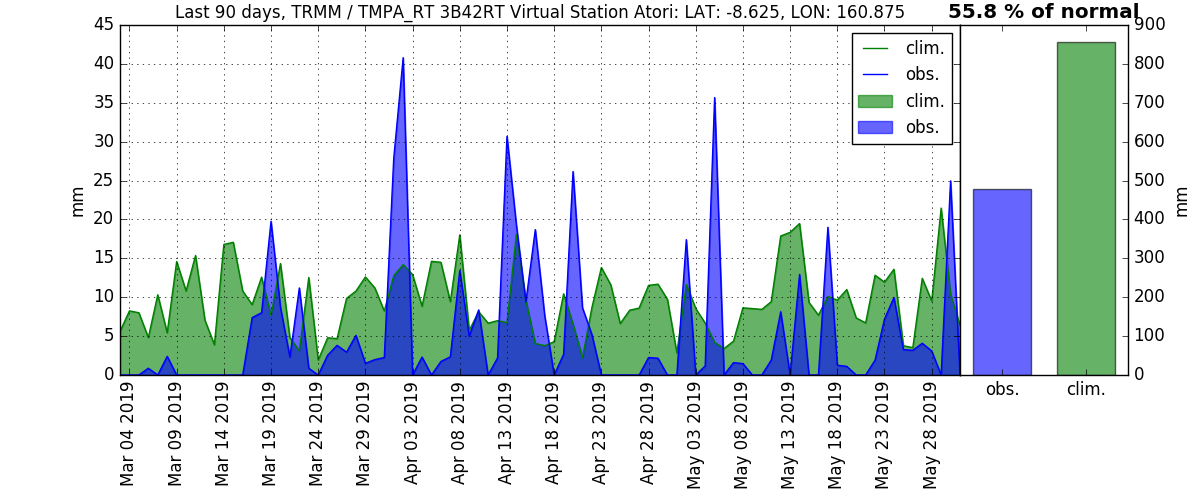 Last 90 days, TRMM / TMPA_RT 3B42RT Virtual Station Atori: LAT: -8.625, LON: 160.875
55.8 % of normal
45
40
35
30
25
20
15
10
5
0
mm
clim.
obs.
clim.
obs.
900
800
700
600
500
400
300
200
100
0
mm
Mar 04 2019
Mar 09 2019
Mar 14 2019
Mar 19 2019
Mar 24 2019
Mar 29 2019
Apr 03 2019
Apr 08 2019
Apr 13 2019
Apr 18 2019
Apr 23 2019
Apr 28 2019
May 03 2019
May 08 2019
May 13 2019
May 18 2019
May 23 2019
May 28 2019
obs.
clim.